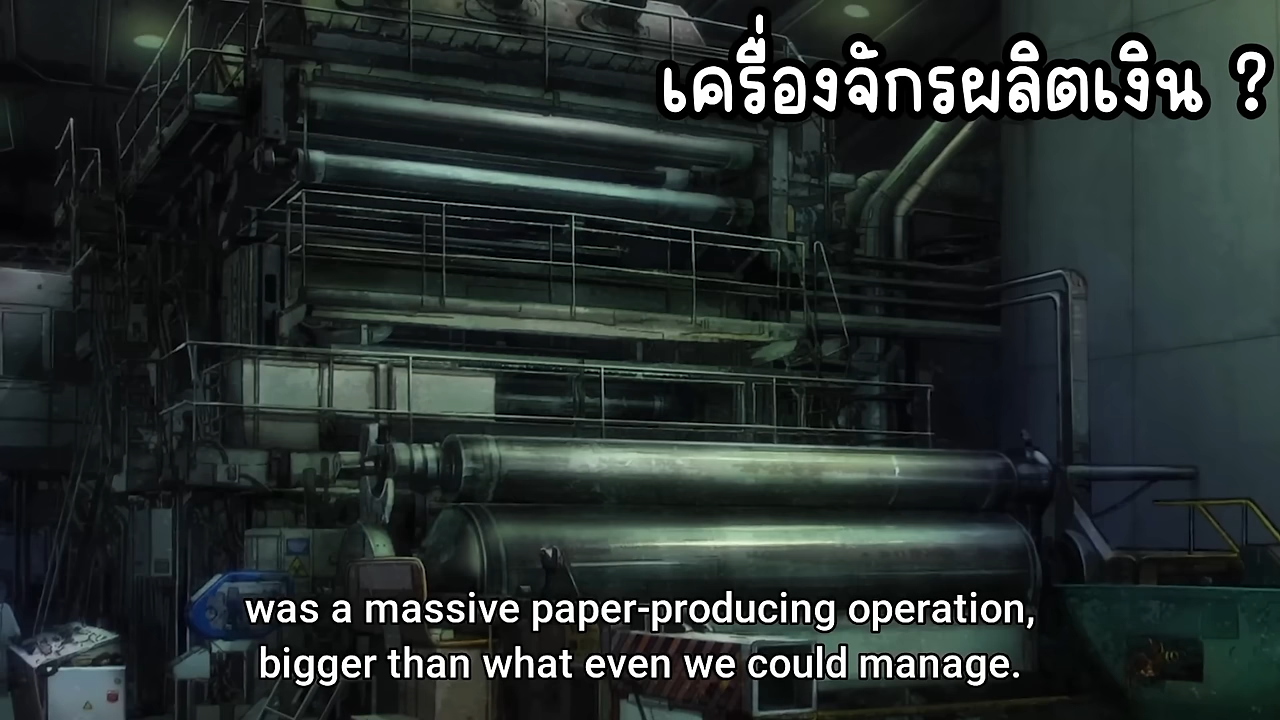 เครื่องจักรผลิตเงิน ?
was a massive paper-producing operation,
bigger than what even we could manage.